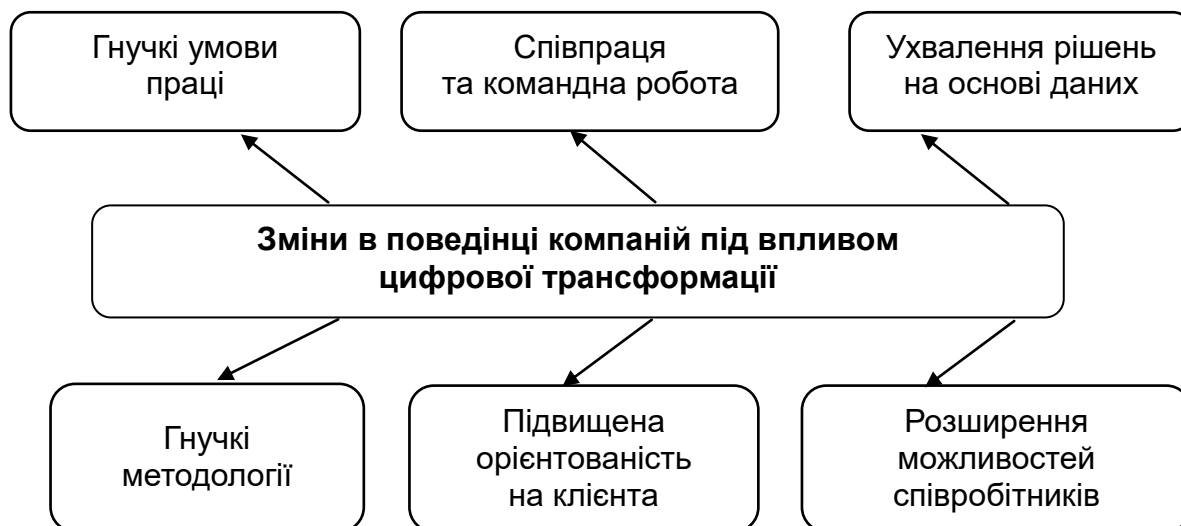 Гнучкі умови
праці
Співпраця
та командна робота
Ухвалення рішень
на основі даних
Зміни в поведінці компаній під впливом
цифрової трансформації
Гнучкі
методології
Підвищена
орієнтованість
на клієнта
Розширення
можливостей
співробітників